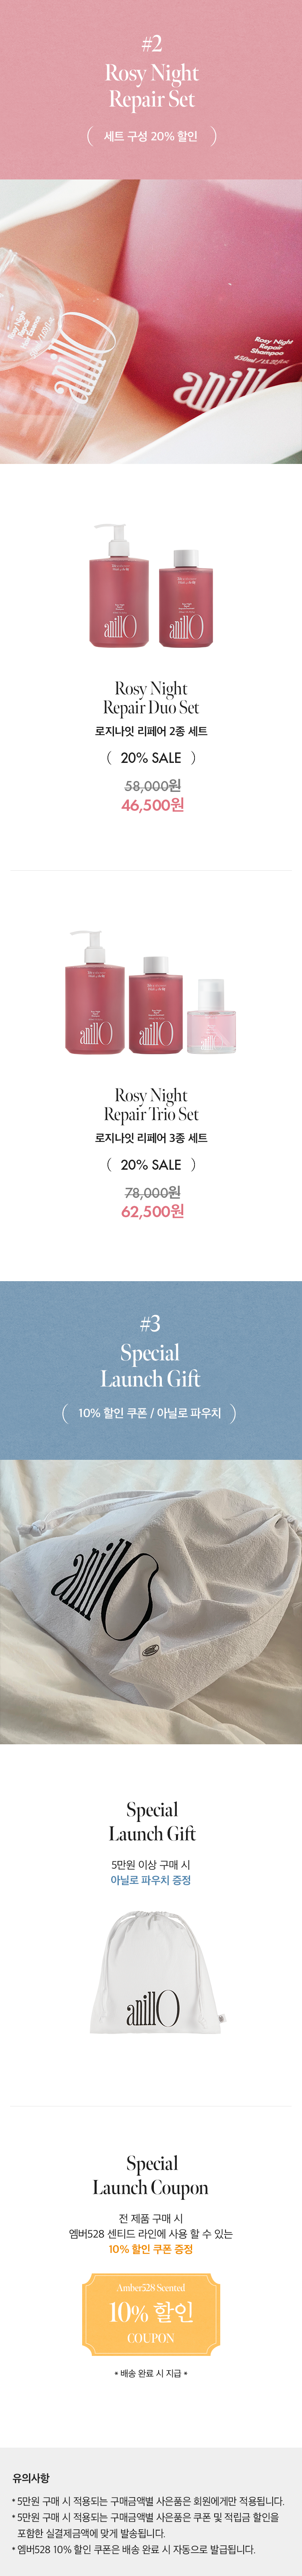 #2
Rosy Night
Repair Set
( 세트 구성 20% 할인 )
Rosy Night
Repair
Essence
anillO
Rosy Night
Repair
Shampoo
anillO
anillO
anillO
Rosy Night
Repair Duo Set
로지나잇 리페어 2종 세트
( 20% SALE )
58,000원
46,500원
anillO
anillO
anillO
Rosy Night
Repair Trio Set
로지나잇 리페어 3종 세트
( 20% SALE )
78,000원
62,500원
#3
Special
Launch Gift
( 10% 할인 쿠폰 / 아닐로 파우치 )
anillO
Special
Launch Gift
5만원 이상 구매 시
아닐로 파우치 증정
anillO
Special
Launch Coupon
전 제품 구매 시
엠버528 센티드 라인에 사용 할 수 있는
10% 할인 쿠폰 증정
Amber528 Scented
10% 할인
COUPON
* 배송 완료 시 지급 *
유의사항
* 5만원 구매 시 적용되는 구매금액별 사은품은 회원에게만 적용됩니다.
* 5만원 구매 시 적용되는 구매금액별 사은품은 쿠폰 및 적립금 할인을
포함한 실결제금액에 맞게 발송됩니다.
* 엠버528 10% 할인 쿠폰은 배송 완료 시 자동으로 발급됩니다.